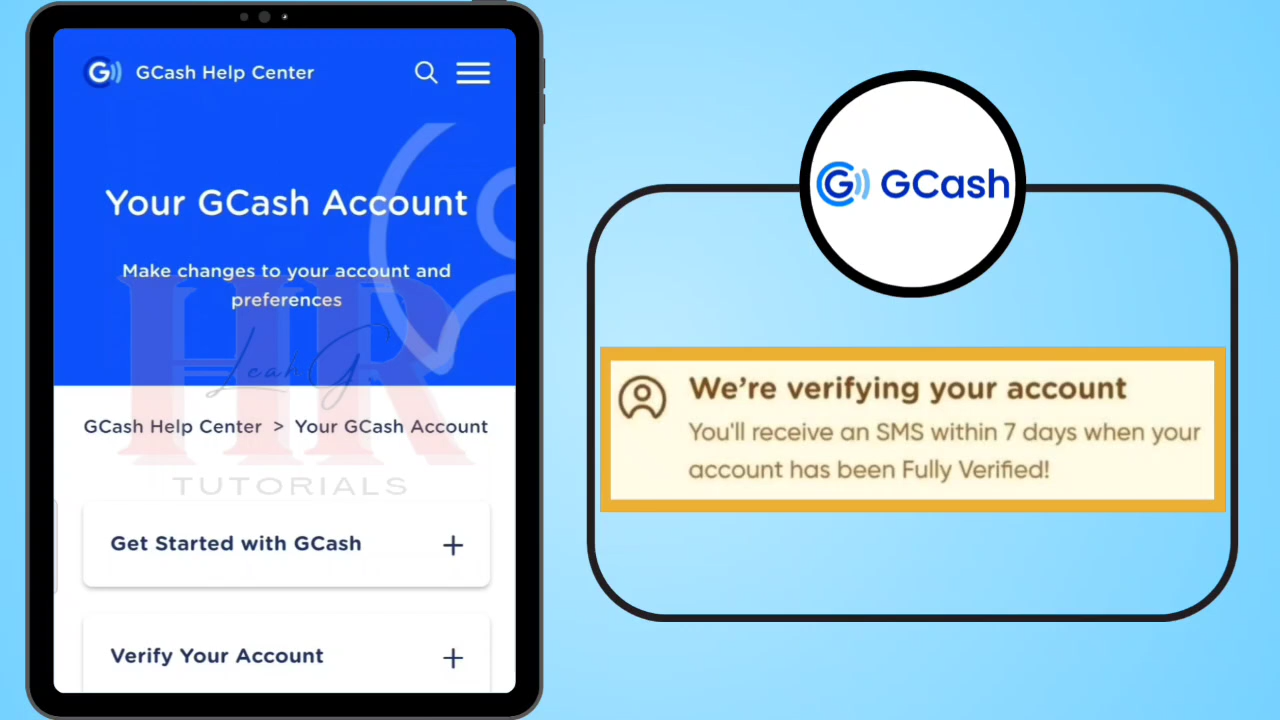 GCash Help Center
Your GCash Account
Make changes to your account and
preferences
HR
Leah G
TUTORIALS
GCash Help Center > Your GCash Account
Get Started with GCash
Verify Your Account
GCash
We're verifying your account
You'll receive an SMS within 7 days when your
account has been Fully Verified!